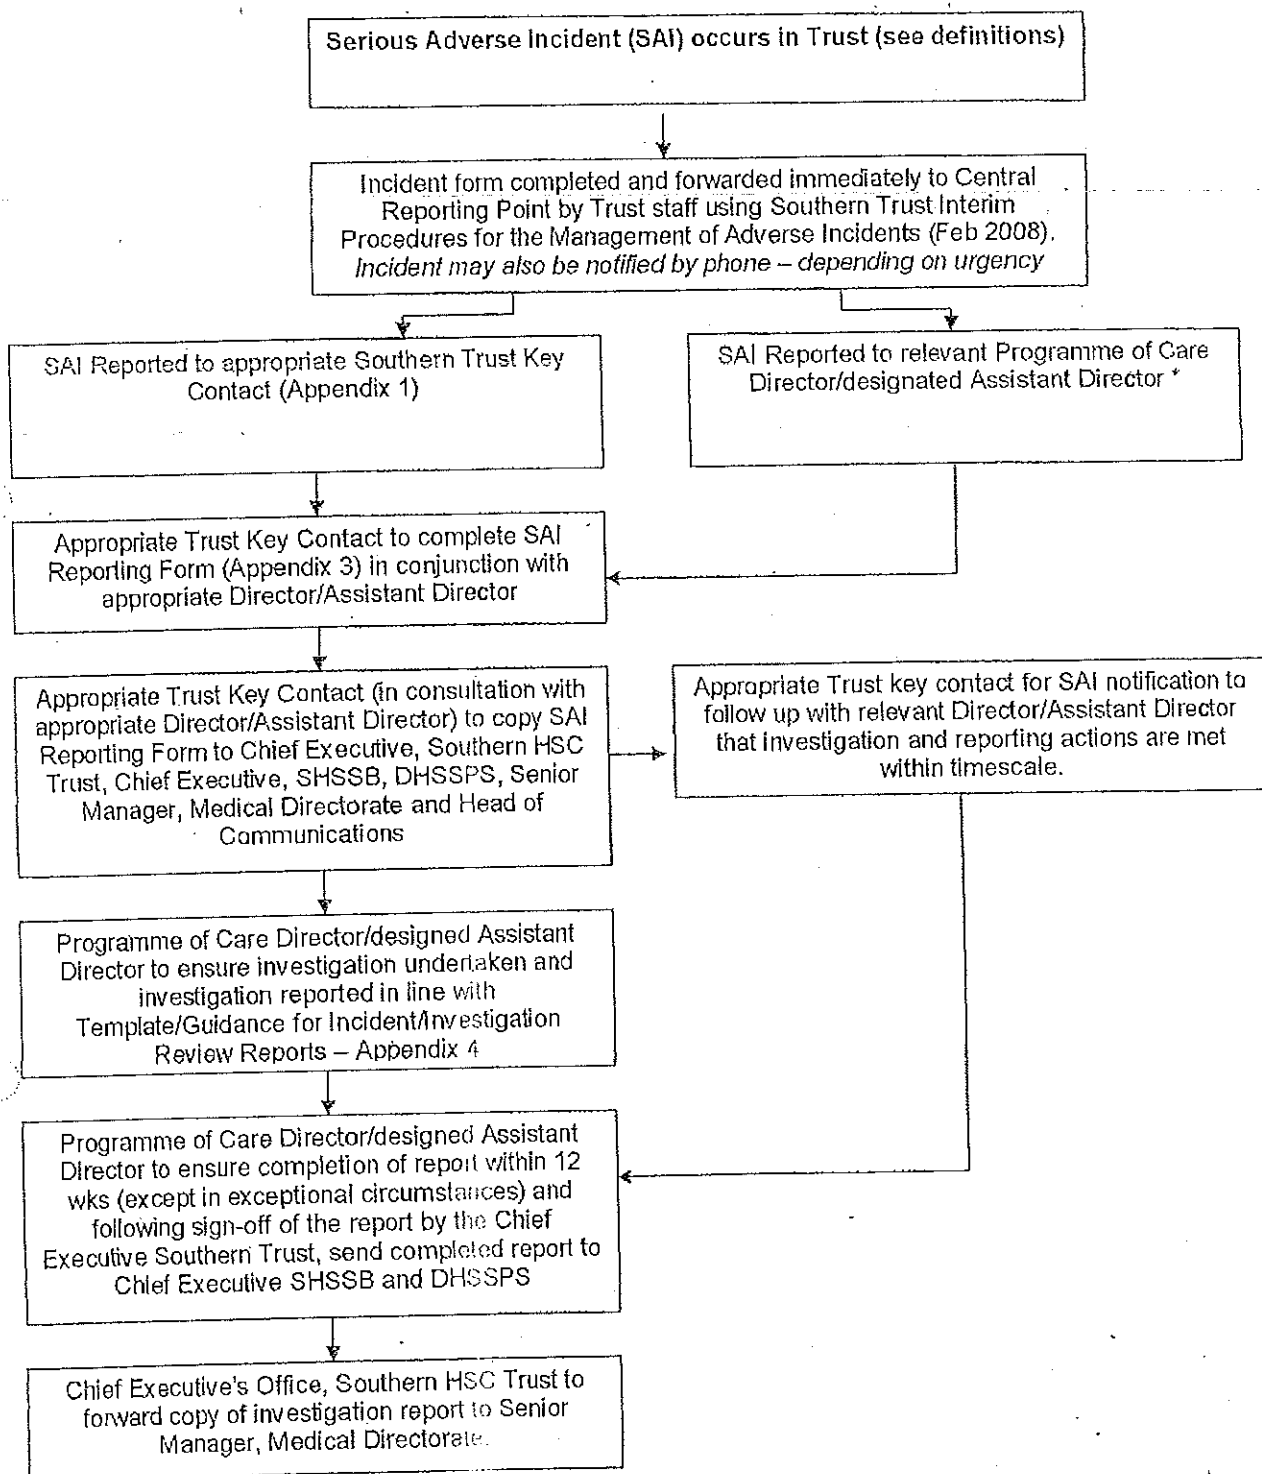 Serious Adverse Incident (SAI) occurs in Trust (see definitions)
Incident form completed and forwarded immediately to Central
Reporting Point by Trust staff using Southern Trust Interim
Procedures for the Management of Adverse Incidents (Feb 2008).
Incident may also be notified by phone – depending on urgency
SAI Reported to appropriate Southern Trust Key
Contact (Appendix 1)
SAI Reported to relevant Programme of Care
Director/designated Assistant Director *
Appropriate Trust Key Contact to complete SAI
Reporting Form (Appendix 3) in conjunction with
appropriate Director/Assistant Director
Appropriate Trust Key Contact (in consultation with
appropriate Director/Assistant Director) to copy SAI
Reporting Form to Chief Executive, Southern HSC
Trust, Chief Executive, SHSSB, DHSSPS, Senior
Manager, Medical Directorate and Head of
Communications
Appropriate Trust key contact for SAI notification to
follow up with relevant Director/Assistant Director
that investigation and reporting actions are met
within timescale.
Programme of Care Director/designed Assistant
Director to ensure investigation undertaken and
investigation reported in line with
Template/Guidance for Incident/Investigation
Review Reports – Appendix 4
Programme of Care Director/designed Assistant
Director to ensure completion of report within 12
wks (except in exceptional circumstances) and
following sign-off of the report by the Chief
Executive Southern Trust, send completed report to
Chief Executive SHSSB and DHSSPS
Chief Executive's Office, Southern HSC Trust to
forward copy of investigation report to Senior
Manager, Medical Directorate.